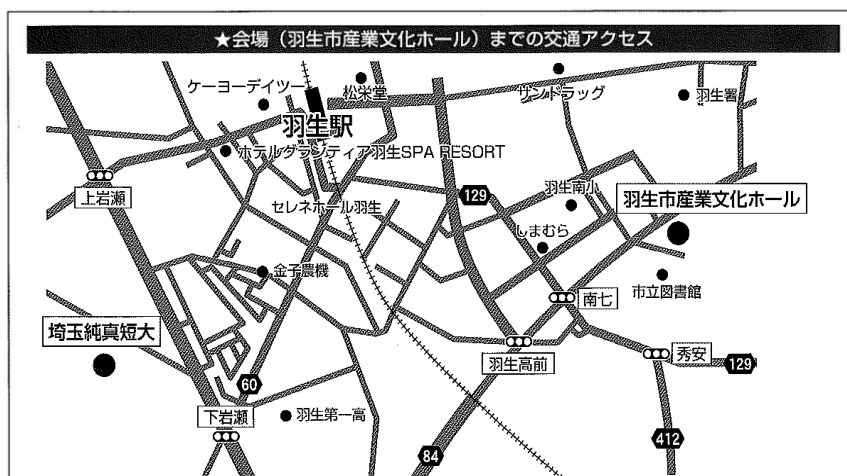 ★会場（羽生市産業文化ホール）までの交通アクセス
ケーヨーデイツー
松栄堂
サンドラッグ
羽生署
羽生駅
ホテルグランティア羽生SPA RESORT
上岩瀬
129
羽生南小
羽生市産業文化ホール
セレネホール羽生
しまむら
金子農機
市立図書館
南七
埼玉純真短大
羽生高前
秀安
129
60
下岩瀬
羽生第一高
412
84